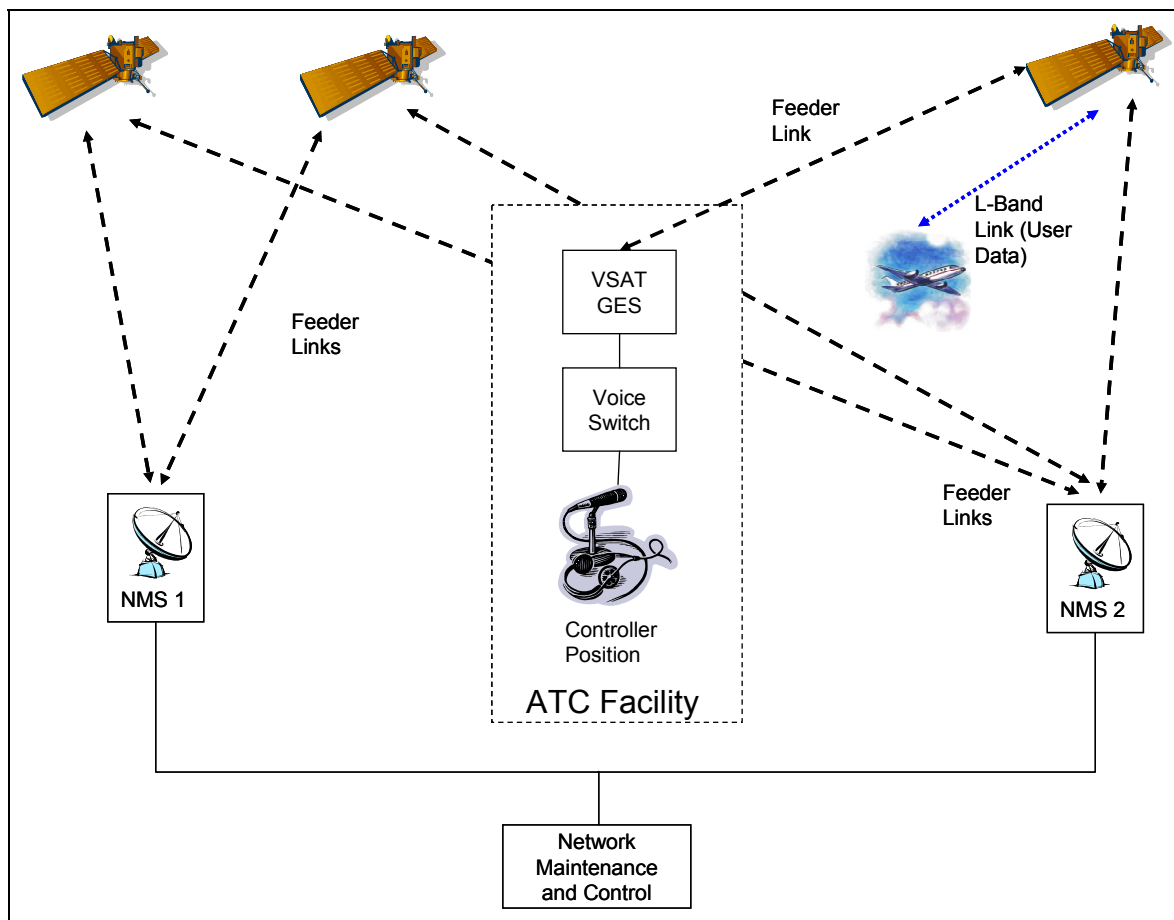 Feeder
Link
L-Band
Link (User
Data)
VSAT
GES
Feeder
Links
Voice
Switch
Feeder
Links
NMS 1
NMS 2
Controller
Position
ATC Facility
Network
Maintenance
and Control